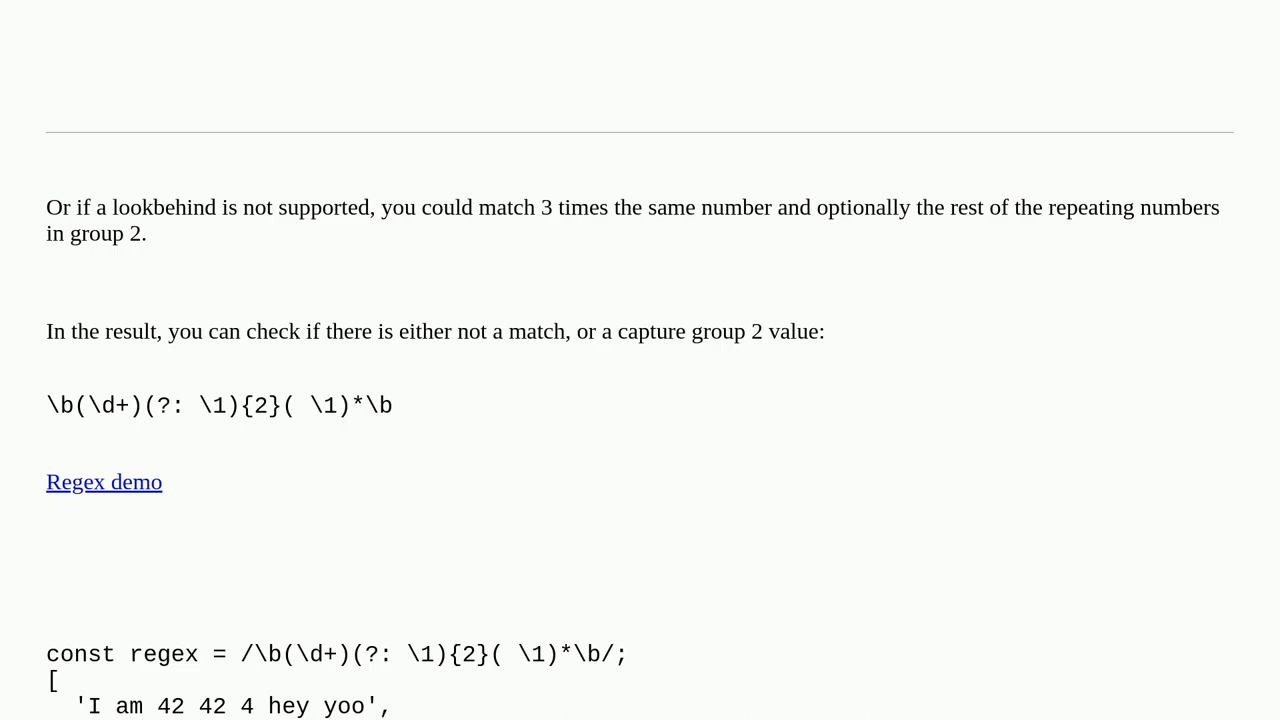 Or if a lookbehind is not supported, you could match 3 times the same number and optionally the rest of the repeating numbers
in group 2.
In the result, you can check if there is either not a match, or a capture group 2 value:
\b(\d+)(?: \1){2}( \1)*\b
Regex demo
const regex = /\b(\d+)(?: \1){2}( \1)*\b/;
[
  'I am 42 42 4 hey yoo',